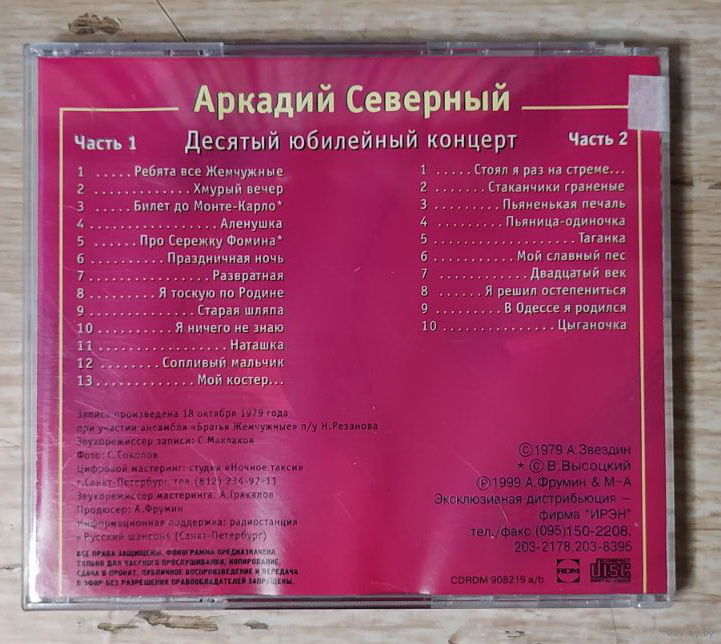 Аркадий Северный
Часть 1 Десятый юбилейный концерт Часть 2
1 .....Ребята все Жемчужные
2 ............Хмурый вечер
3 .....Билет до Монте-Карло*
4 ................Аленушка
5 ......Про Сережку Фомина*
6 .........Праздничная ночь
7 ...............Развратная
8 .......Я тоскую по Родине
9 .............Старая шляпа
10 .........Я ничего не знаю
11 .................Наташка
12 ........Сопливый мальчик
13 .............Мой костер...
1 .....Стоял я раз на стреме...
2 .......Стаканчики граненые
3 .........Пьяненькая печаль
4 .........Пьяница-одиночка
5 ....................Таганка
6 ............Мой славный пес
7 .............Двадцатый век
8 ......Я решил остепениться
9 .........В Одессе я родился
10 ................Цыганочка
Запись произведена 18 октября 1979 года
при участии ансамбля «Братья Жемчужные» п/у Н.Резанова
Звукорежиссер записи: С.Маклаков
Фото: С.Соколов
Цифровой мастеринг: студия «Ночное такси»
г.Санкт-Петербург тел.(812) 234-97-11
Звукорежиссер мастеринга: А.Грякалов
Продюсер: А.Фрумин
Информационная поддержка: радиостанция
«Русский шансон» (Санкт-Петербург)
ВСЕ ПРАВА ЗАЩИЩЕНЫ. ФОНОГРАММА ПРЕДНАЗНАЧЕНА
ТОЛЬКО ДЛЯ ЧАСТНОГО ПРОСЛУШИВАНИЯ. КОПИРОВАНИЕ,
СДАЧА В ПРОКАТ, ПУБЛИЧНОЕ ВОСПРОИЗВЕДЕНИЕ И ПЕРЕДАЧА
В ЭФИР БЕЗ РАЗРЕШЕНИЯ ПРАВООБЛАДАТЕЛЕЙ ЗАПРЕЩЕНЫ.
©1979 А.Звездин
* © В.Высоцкий
℗1999 А.Фрумин & М-А
Эксклюзивная дистрибьюция –
фирма "ИРЭН"
тел./факс (095)150-2208,
203-2178,203-8395
CDRDM 908219 a/b
RDM
COMPACT
disc